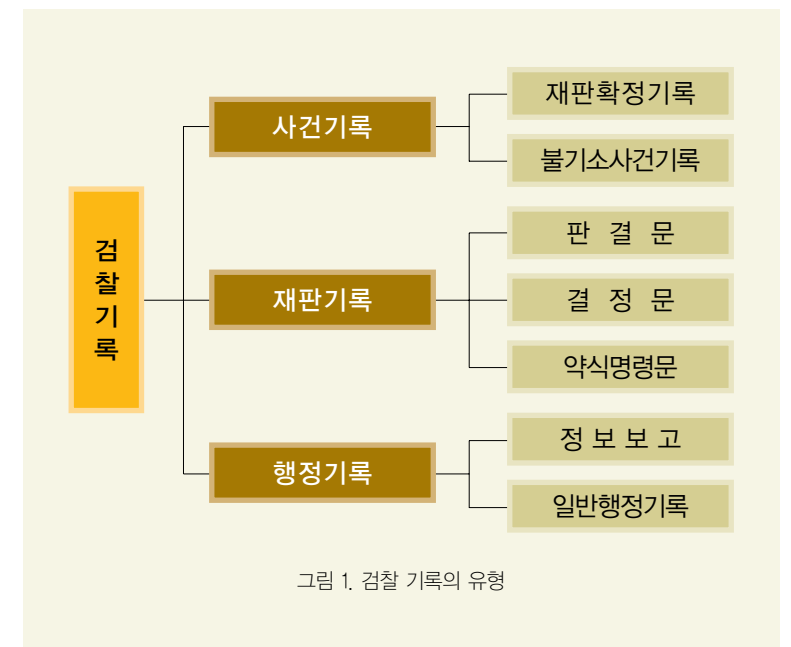 검찰기록
사건기록
재판확정기록
불기소사건기록
재판기록
판 결 문
결 정 문
약식명령문
행정기록
정 보 보 고
일반행정기록
그림 1. 검찰 기록의 유형